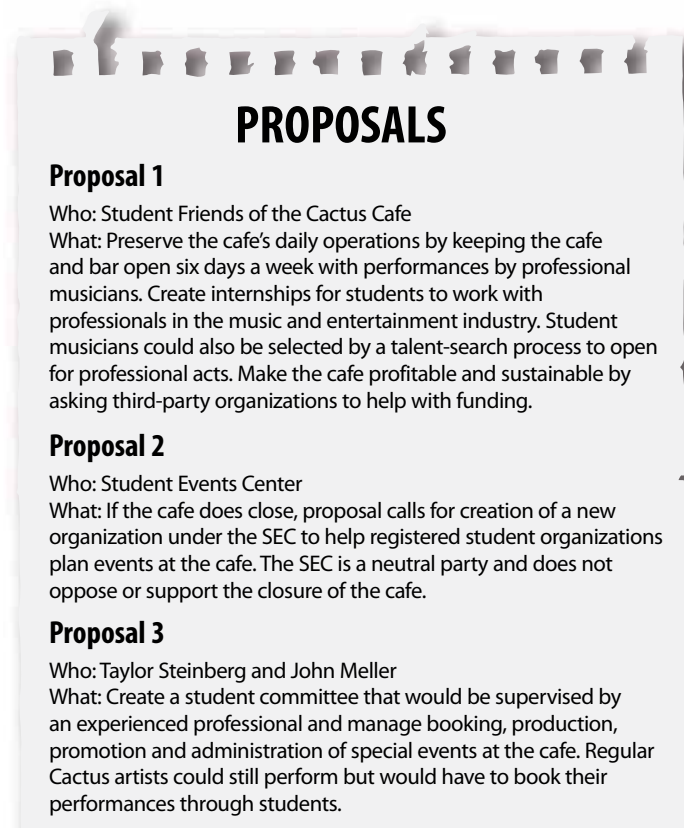 PROPOSALS
Proposal 1
Who: Student Friends of the Cactus Cafe
What: Preserve the cafe's daily operations by keeping the cafe
and bar open six days a week with performances by professional
musicians. Create internships for students to work with
professionals in the music and entertainment industry. Student
musicians could also be selected by a talent-search process to open
for professional acts. Make the cafe profitable and sustainable by
asking third-party organizations to help with funding.
Proposal 2
Who: Student Events Center
What: If the cafe does close, proposal calls for creation of a new
organization under the SEC to help registered student organizations
plan events at the cafe. The SEC is a neutral party and does not
oppose or support the closure of the cafe.
Proposal 3
Who: Taylor Steinberg and John Meller
What: Create a student committee that would be supervised by
an experienced professional and manage booking, production,
promotion and administration of special events at the cafe. Regular
Cactus artists could still perform but would have to book their
performances through students.